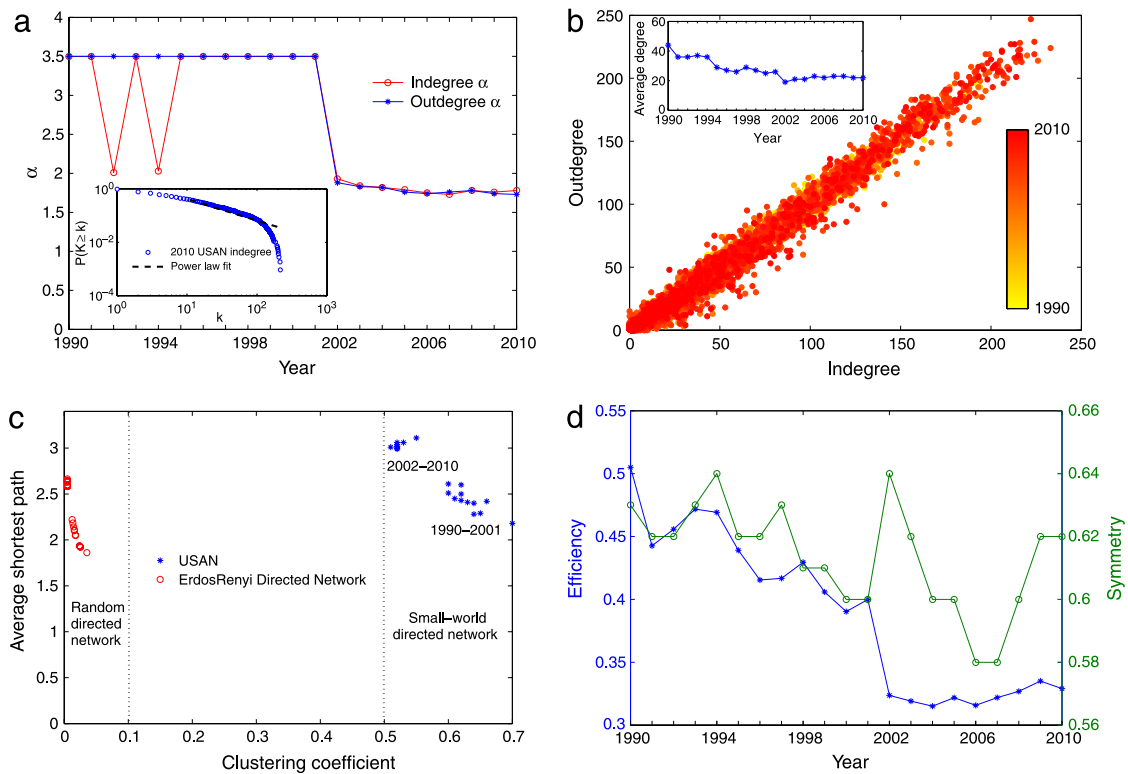 a
4
3.5
3
2.5
2
1.5
1
0.5
0
α
Indegree α
Outdegree α
10^0
10^−2
10^−4
P(K≥k)
2010 USAN indegree
Power law fit
10^0
10^1
10^2
10^3
k
1990
1994
1998
2002
2006
2010
Year
b
250
200
150
100
50
0
Outdegree
60
40
20
0
Average degree
1990
1994
1998
2002
2006
2010
Year
2010
1990
0
50
100
150
200
250
Indegree
c
3
2.5
2
1.5
1
0.5
0
Average shortest path
2002−2010
1990−2001
USAN
ErdosRenyi Directed Network
Random
directed
network
Small−world
directed network
0
0.1
0.2
0.3
0.4
0.5
0.6
0.7
Clustering coefficient
d
0.55
0.5
0.45
0.4
0.35
0.3
Efficiency
0.66
0.64
0.62
0.6
0.58
0.56
Symmetry
1990
1994
1998
2002
2006
2010
Year